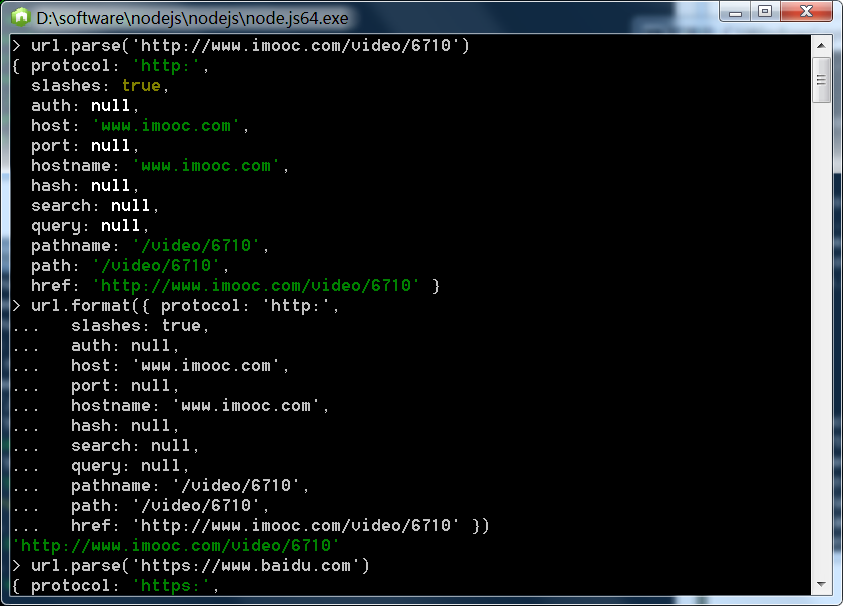 D:\software\nodejs\nodejs\node.js64.exe
> url.parse('http://www.imooc.com/video/6710')
{ protocol: 'http:',
  slashes: true,
  auth: null,
  host: 'www.imooc.com',
  port: null,
  hostname: 'www.imooc.com',
  hash: null,
  search: null,
  query: null,
  pathname: '/video/6710',
  path: '/video/6710',
  href: 'http://www.imooc.com/video/6710' }
> url.format({ protocol: 'http:',
...   slashes: true,
...   auth: null,
...   host: 'www.imooc.com',
...   port: null,
...   hostname: 'www.imooc.com',
...   hash: null,
...   search: null,
...   query: null,
...   pathname: '/video/6710',
...   path: '/video/6710',
...   href: 'http://www.imooc.com/video/6710' })
'http://www.imooc.com/video/6710'
> url.parse('https://www.baidu.com')
{ protocol: 'https:',